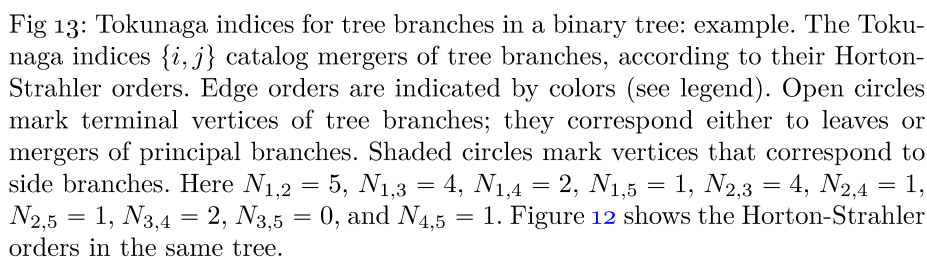 Fig 13: Tokunaga indices for tree branches in a binary tree: example. The Toku-
naga indices {i, j} catalog mergers of tree branches, according to their Horton-
Strahler orders. Edge orders are indicated by colors (see legend). Open circles
mark terminal vertices of tree branches; they correspond either to leaves or
mergers of principal branches. Shaded circles mark vertices that correspond to
side branches. Here N₁,₂ = 5, N₁,₃ = 4, N₁,₄ = 2, N₁,₅ = 1, N₂,₃ = 4, N₂,₄ = 1,
N₂,₅ = 1, N₃,₄ = 2, N₃,₅ = 0, and N₄,₅ = 1. Figure 12 shows the Horton-Strahler
orders in the same tree.